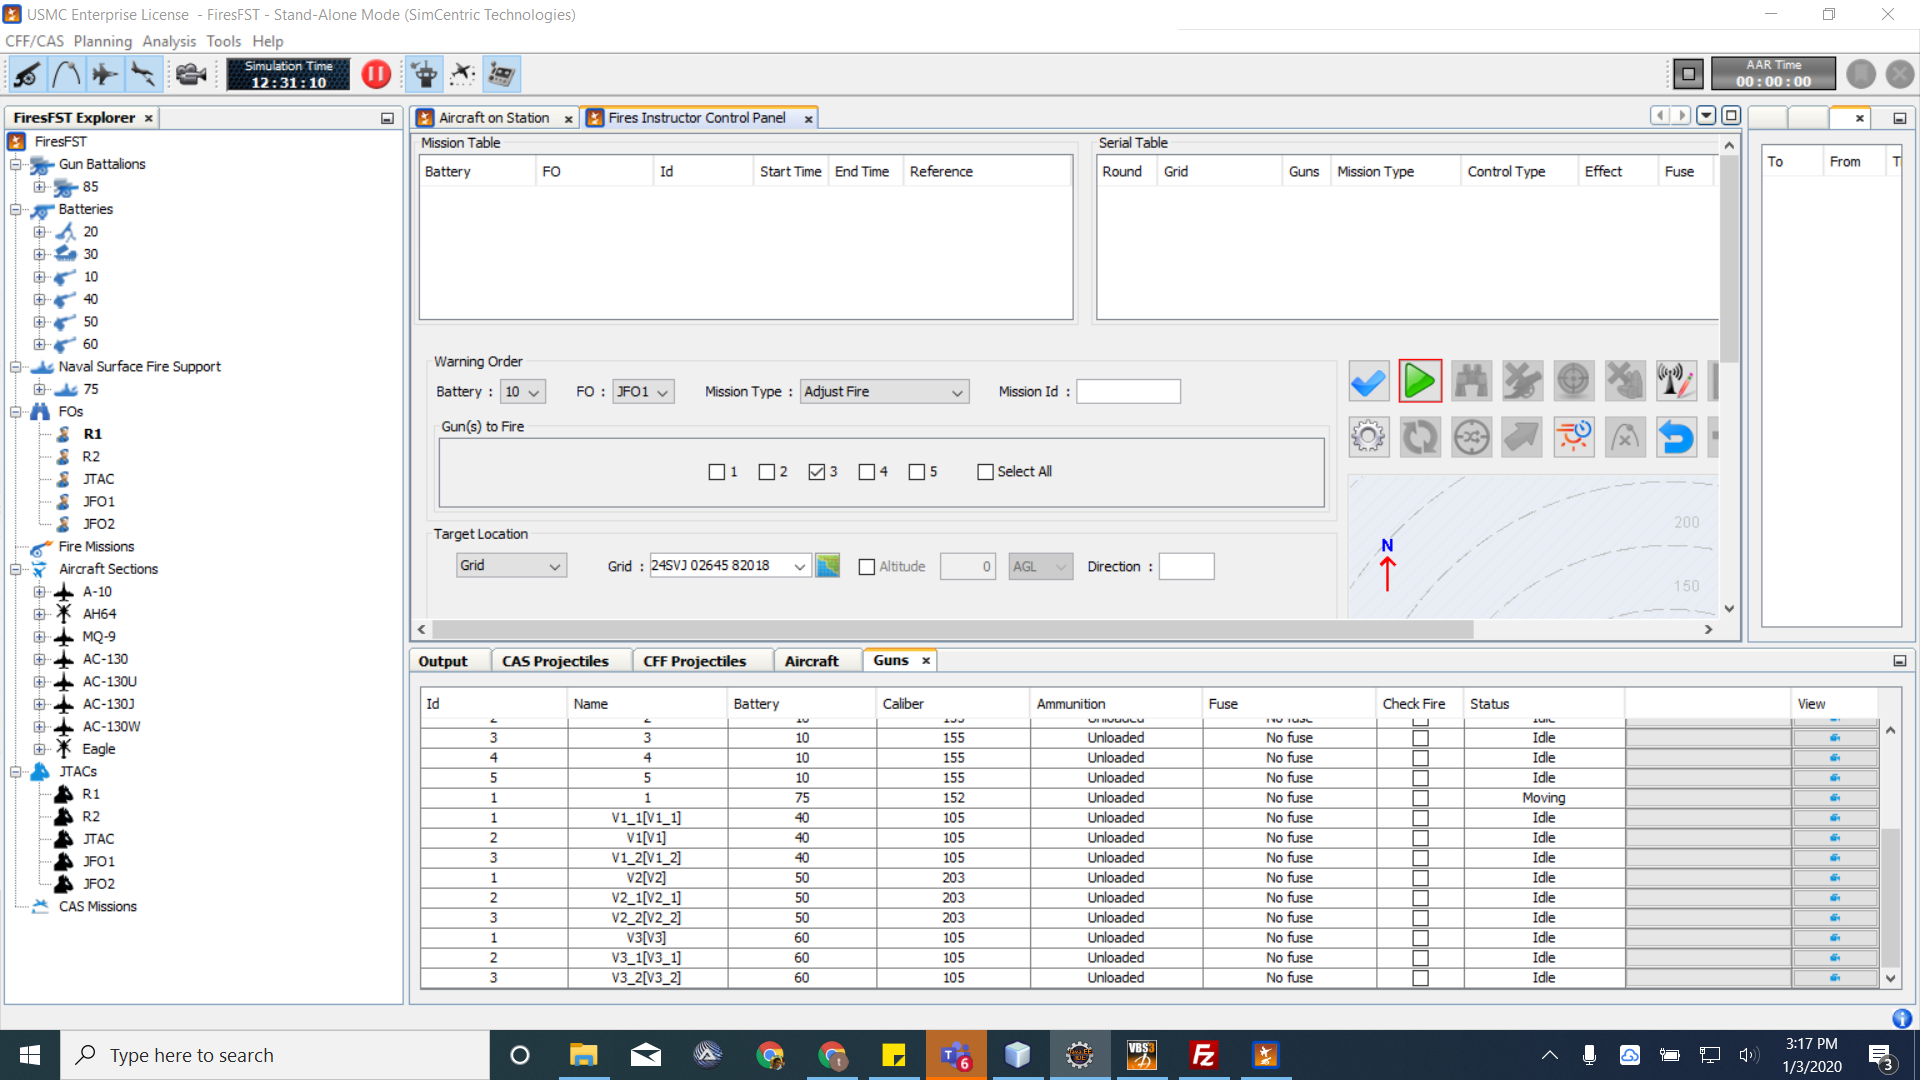 USMC Enterprise License - FiresFST - Stand-Alone Mode (SimCentric Technologies)
CFF/CAS Planning Analysis Tools Help
Simulation Time
12:31:10
AAR Time
00:00:00
FiresFST Explorer
FiresFST
Gun Battalions
85
Batteries
20
30
10
40
50
60
Naval Surface Fire Support
75
FOs
R1
R2
JTAC
JFO1
JFO2
Fire Missions
Aircraft Sections
A-10
AH64
MQ-9
AC-130
AC-130U
AC-130J
AC-130W
Eagle
JTACs
R1
R2
JTAC
JFO1
JFO2
CAS Missions
Aircraft on Station Fires Instructor Control Panel
Mission Table
Battery FO Id Start Time End Time Reference
Serial Table
Round Grid Guns Mission Type Control Type Effect Fuse
To From
Warning Order
Battery : 10 FO : JFO1 Mission Type : Adjust Fire Mission Id :
Gun(s) to Fire
1 2 3 4 5 Select All
Target Location
Grid Grid : 24SVJ 02645 82018 Altitude 0 AGL Direction :
200
N
150
Output CAS Projectiles CFF Projectiles Aircraft Guns
Id Name Battery Caliber Ammunition Fuse Check Fire Status View
2 2 10 155 Unloaded No fuse Idle
3 3 10 155 Unloaded No fuse Idle
4 4 10 155 Unloaded No fuse Idle
5 5 10 155 Unloaded No fuse Idle
1 1 75 152 Unloaded No fuse Moving
1 V1_1[V1_1] 40 105 Unloaded No fuse Idle
2 V1[V1] 40 105 Unloaded No fuse Idle
3 V1_2[V1_2] 40 105 Unloaded No fuse Idle
1 V2[V2] 50 203 Unloaded No fuse Idle
2 V2_1[V2_1] 50 203 Unloaded No fuse Idle
3 V2_2[V2_2] 50 203 Unloaded No fuse Idle
1 V3[V3] 60 105 Unloaded No fuse Idle
2 V3_1[V3_1] 60 105 Unloaded No fuse Idle
3 V3_2[V3_2] 60 105 Unloaded No fuse Idle
Type here to search
T
6
VBS3
Fz
3:17 PM
1/3/2020
3